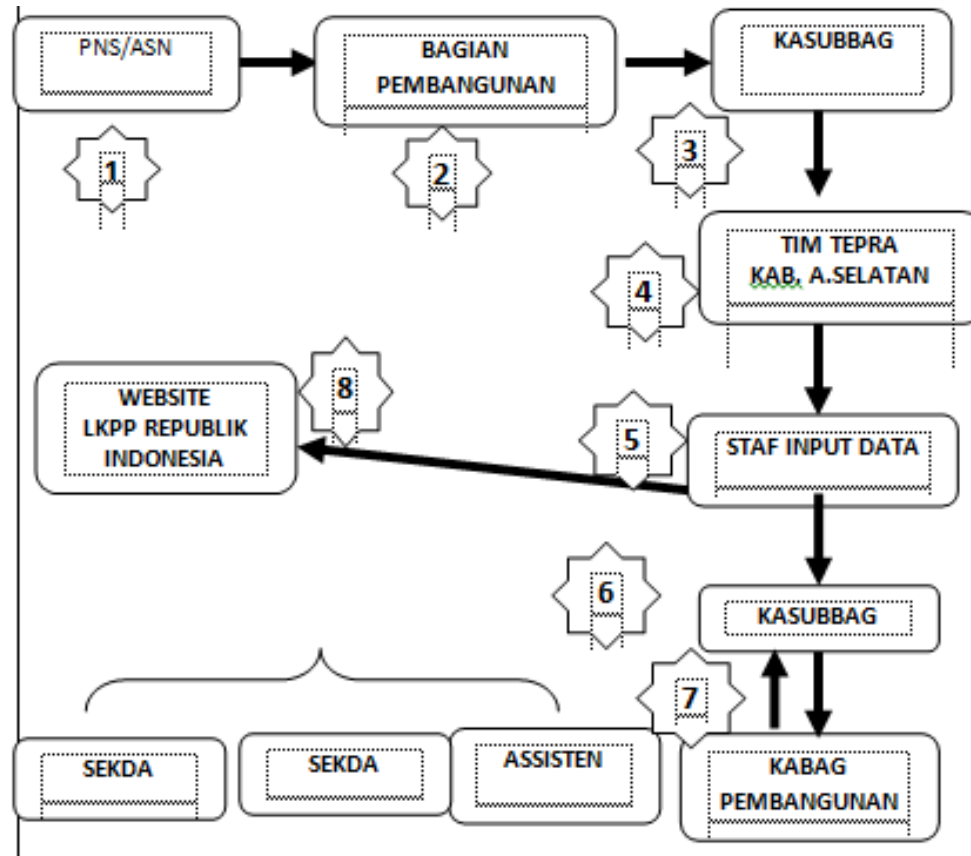 PNS/ASN
BAGIAN
PEMBANGUNAN
KASUBBAG
1
2
3
TIM TEPRA
KAB, A.SELATAN
4
WEBSITE
LKPP REPUBLIK
INDONESIA
8
5
STAF INPUT DATA
6
KASUBBAG
7
SEKDA
SEKDA
ASSISTEN
KABAG
PEMBANGUNAN